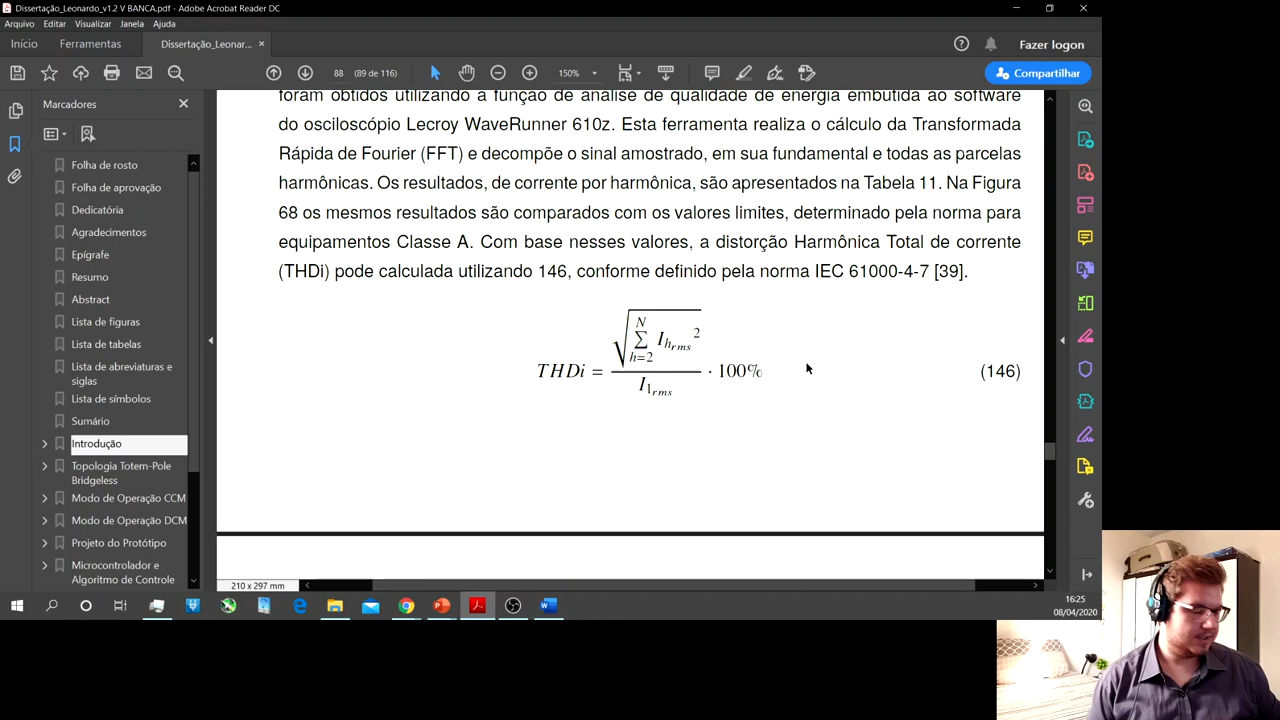 Dissertação_Leonardo_v1.2 V BANCA.pdf - Adobe Acrobat Reader DC
Arquivo Editar Visualizar Janela Ajuda
Início Ferramentas Dissertação_Leonar... × Fazer logon
88 (89 de 116) 150% Compartilhar
Marcadores
Folha de rosto
Folha de aprovação
Dedicatória
Agradecimentos
Epígrafe
Resumo
Abstract
Lista de figuras
Lista de tabelas
Lista de abreviaturas e
siglas
Lista de símbolos
Sumário
Introdução
Topologia Totem-Pole
Bridgeless
Modo de Operação CCM
Modo de Operação DCM
Projeto do Protótipo
Microcontrolador e
Algoritmo de Controle
foram obtidos utilizando a função de análise de qualidade de energia embutida ao software
do osciloscópio Lecroy WaveRunner 610z. Esta ferramenta realiza o cálculo da Transformada
Rápida de Fourier (FFT) e decompõe o sinal amostrado, em sua fundamental e todas as parcelas
harmônicas. Os resultados, de corrente por harmônica, são apresentados na Tabela 11. Na Figura
68 os mesmos resultados são comparados com os valores limites, determinado pela norma para
equipamentos Classe A. Com base nesses valores, a distorção Harmônica Total de corrente
(THDi) pode calculada utilizando 146, conforme definido pela norma IEC 61000-4-7 [39].
THDi = √(∑_{h=2}^{N} I_{h_{rms}}²) / I_{1_{rms}} · 100% (146)
210 x 297 mm
16:25
08/04/2020